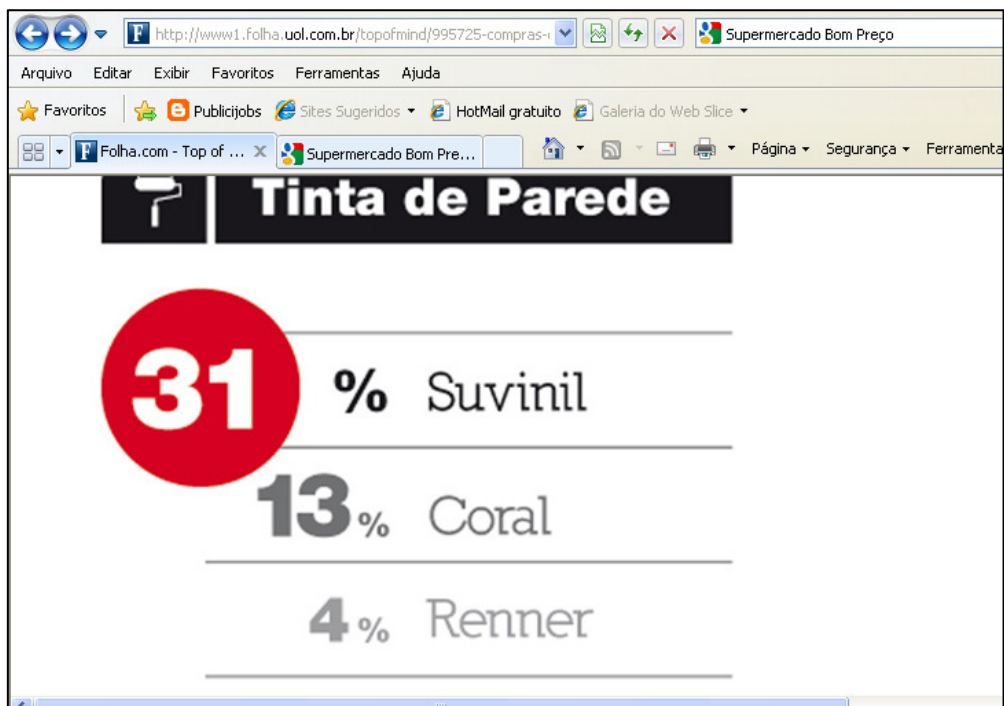 http://www1.folha.uol.com.br/topofmind/995725-compras-
Supermercado Bom Preço
Arquivo Editar Exibir Favoritos Ferramentas Ajuda
Favoritos Publicijobs Sites Sugeridos HotMail gratuito Galeria do Web Slice
Folha.com - Top of ... Supermercado Bom Pre... Página Segurança Ferramenta
Tinta de Parede
31 % Suvinil
13 % Coral
4 % Renner